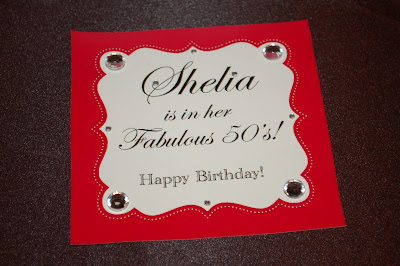 Shelia
is in her
Fabulous 50's!
Happy Birthday!